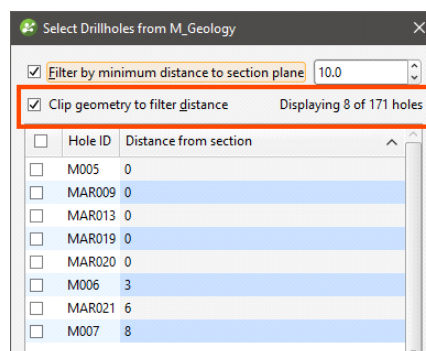 Select Drillholes from M_Geology
Filter by minimum distance to section plane 10.0
Clip geometry to filter distance Displaying 8 of 171 holes
Hole ID Distance from section
M005 0
MAR009 0
MAR013 0
MAR019 0
MAR020 0
M006 3
MAR021 6
M007 8